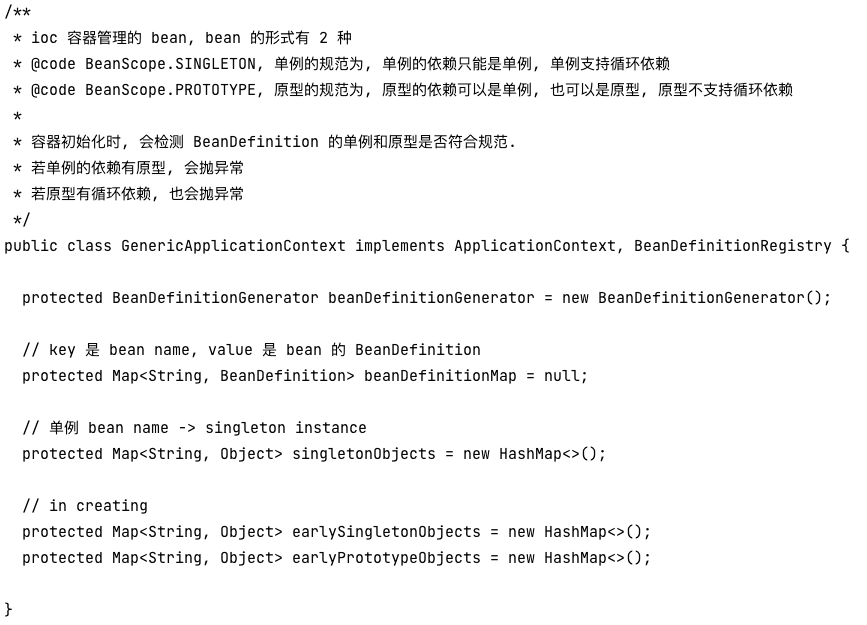 /**
 * ioc 容器管理的 bean, bean 的形式有 2 种
 * @code BeanScope.SINGLETON, 单例的规范为, 单例的依赖只能是单例, 单例支持循环依赖
 * @code BeanScope.PROTOTYPE, 原型的规范为, 原型的依赖可以是单例, 也可以是原型, 原型不支持循环依赖
 *
 * 容器初始化时, 会检测 BeanDefinition 的单例和原型是否符合规范.
 * 若单例的依赖有原型, 会抛异常
 * 若原型有循环依赖, 也会抛异常
 */
public class GenericApplicationContext implements ApplicationContext, BeanDefinitionRegistry {
  protected BeanDefinitionGenerator beanDefinitionGenerator = new BeanDefinitionGenerator();
  // key 是 bean name, value 是 bean 的 BeanDefinition
  protected Map<String, BeanDefinition> beanDefinitionMap = null;
  // 单例 bean name -> singleton instance
  protected Map<String, Object> singletonObjects = new HashMap<>();
  // in creating
  protected Map<String, Object> earlySingletonObjects = new HashMap<>();
  protected Map<String, Object> earlyPrototypeObjects = new HashMap<>();
}